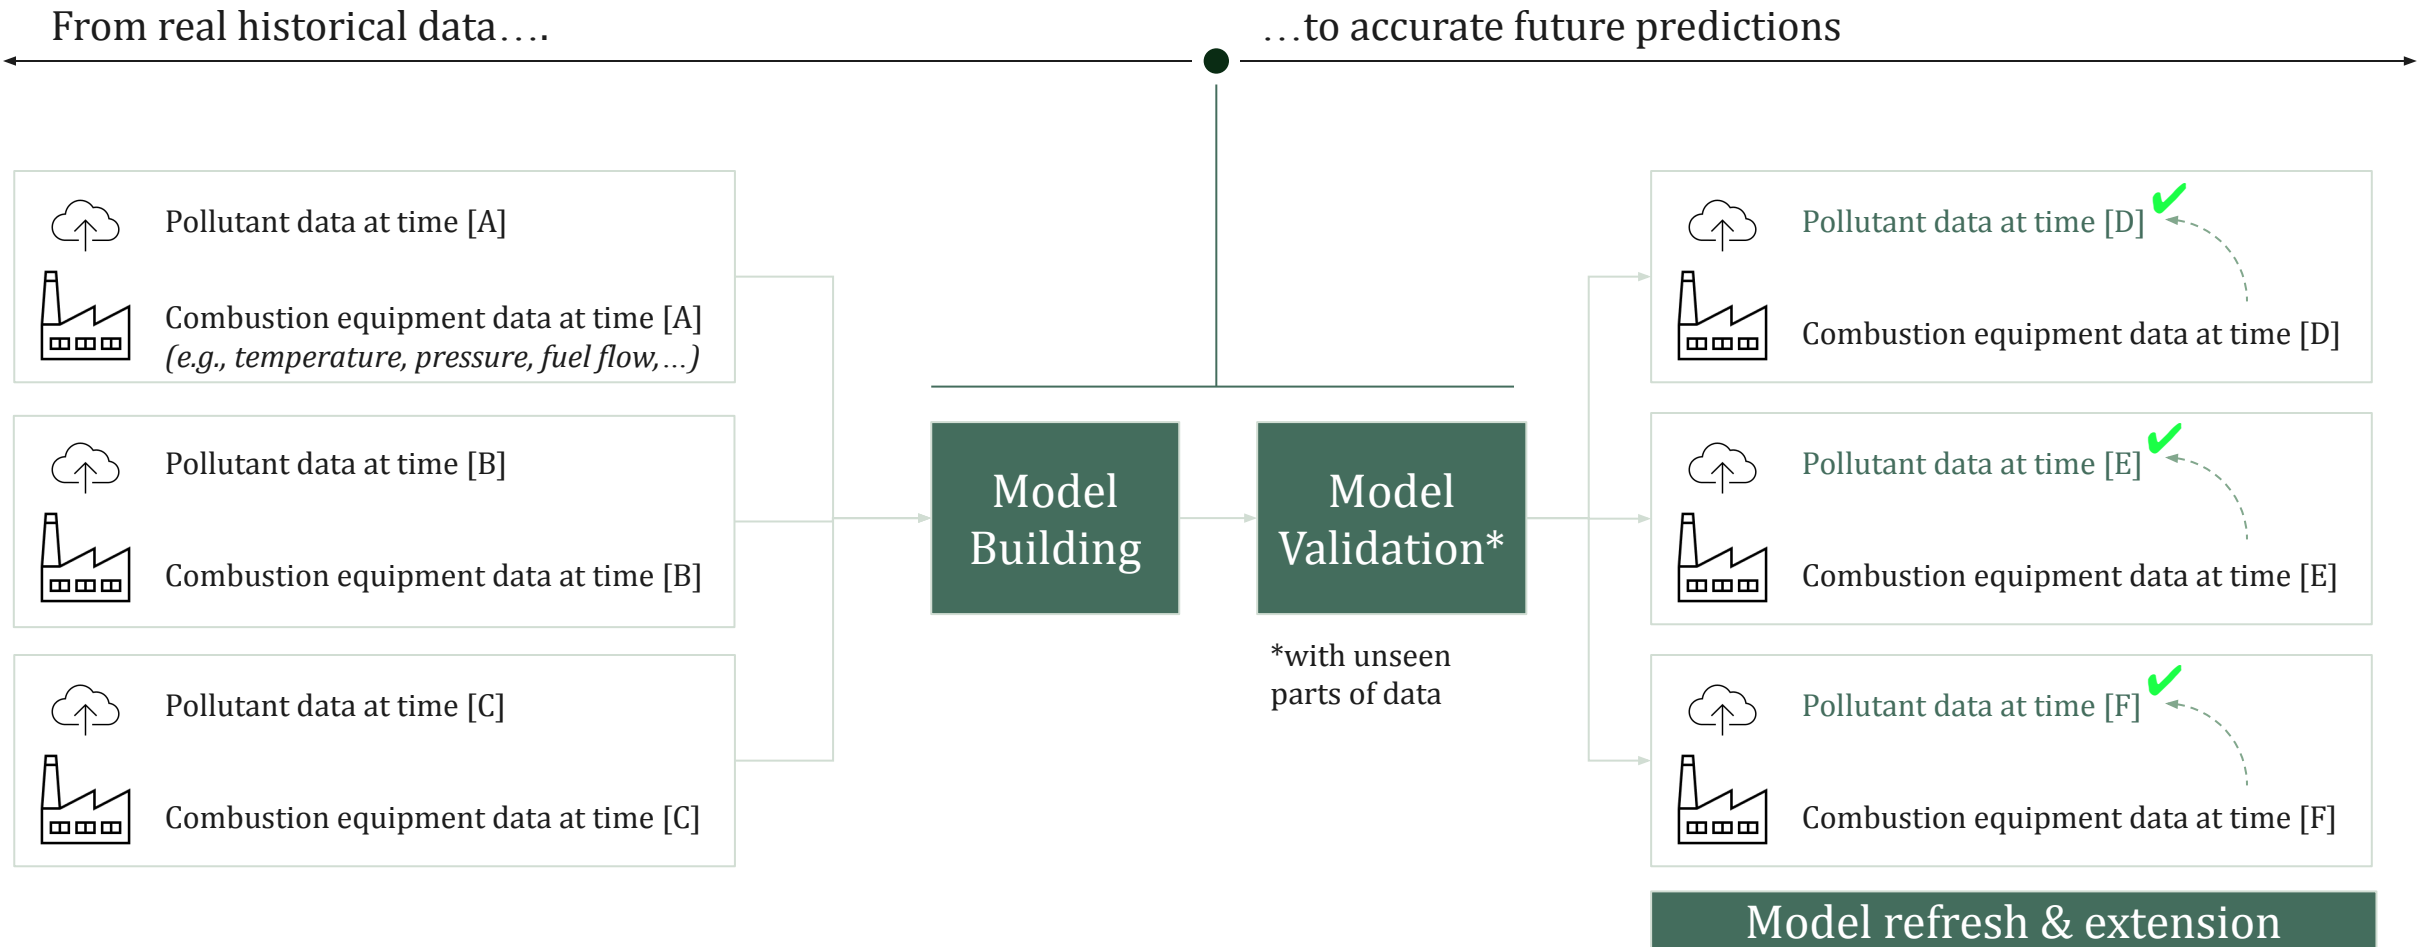 From real historical data….
…to accurate future predictions
Pollutant data at time [A]
Combustion equipment data at time [A]
(e.g., temperature, pressure, fuel flow,…)
Pollutant data at time [B]
Combustion equipment data at time [B]
Pollutant data at time [C]
Combustion equipment data at time [C]
Model
Building
Model
Validation*
*with unseen
parts of data
Pollutant data at time [D]
Combustion equipment data at time [D]
Pollutant data at time [E]
Combustion equipment data at time [E]
Pollutant data at time [F]
Combustion equipment data at time [F]
Model refresh & extension